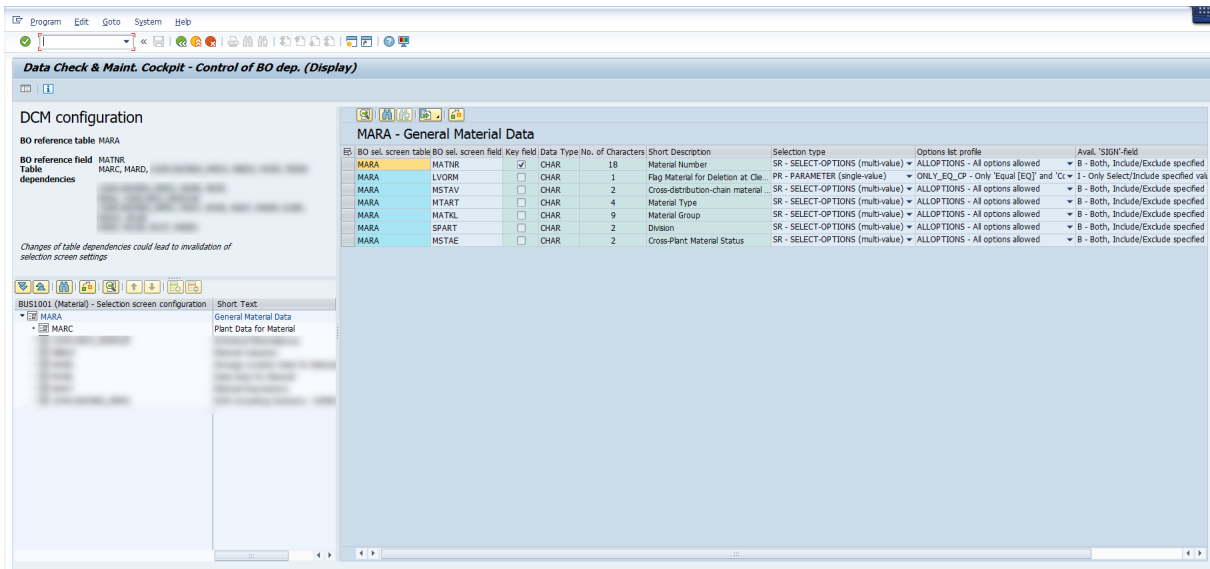 Program Edit Goto System Help
Data Check & Maint. Cockpit - Control of BO dep. (Display)
DCM configuration
BO reference table MARA
BO reference field MATNR
Table dependencies MARC, MARD,
Changes of table dependencies could lead to invalidation of
selection screen settings
BUS1001 (Material) - Selection screen configuration Short Text
MARA General Material Data
MARC Plant Data for Material
MARA - General Material Data
BO sel. screen table BO sel. screen field Key field Data Type No. of Characters Short Description Selection type Options list profile Avail. 'SIGN'-field
MARA MATNR CHAR 18 Material Number SR - SELECT-OPTIONS (multi-value) ALLOPTIONS - All options allowed B - Both, Include/Exclude specified
MARA LVORM CHAR 1 Flag Material for Deletion at Clie... PR - PARAMETER (single-value) ONLY_EQ_CP - Only 'Equal [EQ]' and 'Cc I - Only Select/Include specified valu
MARA MSTAV CHAR 2 Cross-distribution-chain material ... SR - SELECT-OPTIONS (multi-value) ALLOPTIONS - All options allowed B - Both, Include/Exclude specified
MARA MTART CHAR 4 Material Type SR - SELECT-OPTIONS (multi-value) ALLOPTIONS - All options allowed B - Both, Include/Exclude specified
MARA MATKL CHAR 9 Material Group SR - SELECT-OPTIONS (multi-value) ALLOPTIONS - All options allowed B - Both, Include/Exclude specified
MARA SPART CHAR 2 Division SR - SELECT-OPTIONS (multi-value) ALLOPTIONS - All options allowed B - Both, Include/Exclude specified
MARA MSTAE CHAR 2 Cross-Plant Material Status SR - SELECT-OPTIONS (multi-value) ALLOPTIONS - All options allowed B - Both, Include/Exclude specified